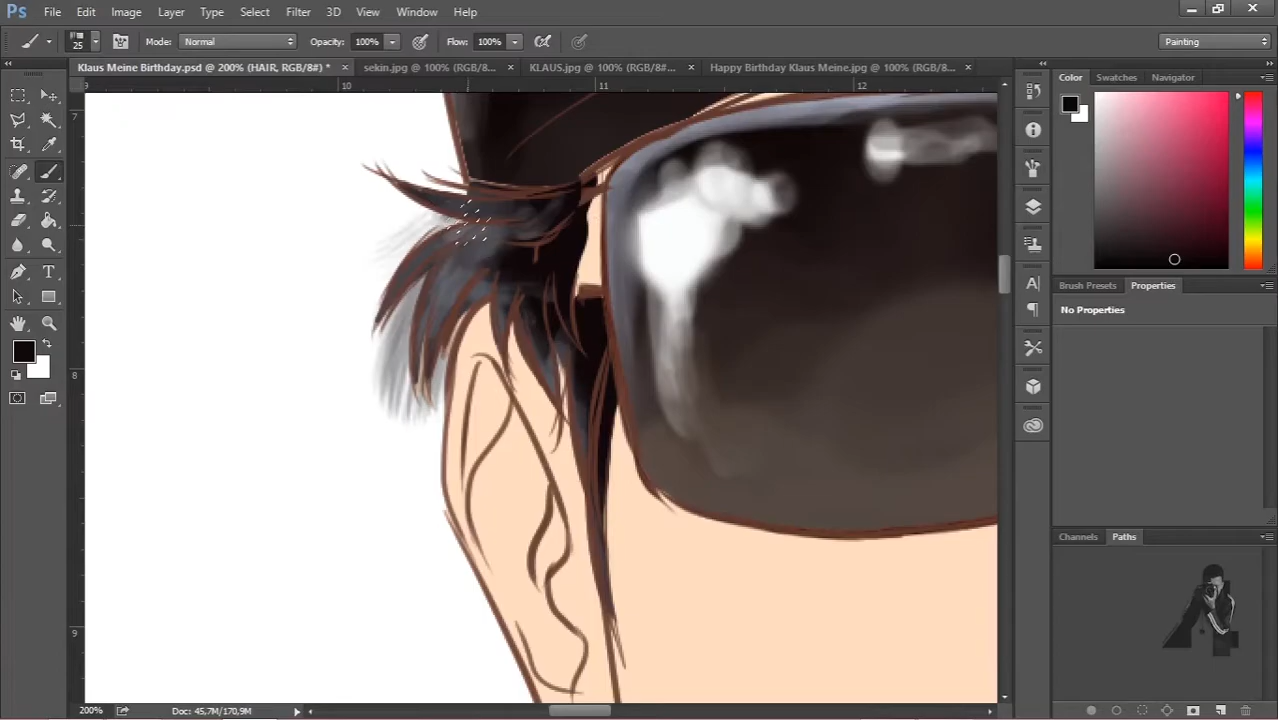 Ps File Edit Image Layer Type Select Filter 3D View Window Help
25 Mode: Normal Opacity: 100% Flow: 100% Painting
Klaus Meine Birthday.psd @ 200% (HAIR, RGB/8#) * × sekin.jpg @ 100% (RGB/8... × KLAUS.jpg @ 100% (RGB/8#... × Happy Birthday Klaus Meine.jpg @ 100% (RGB/8... ×
Color Swatches Navigator
9 10 11 12
7
8
9
Brush Presets Properties
No Properties
Channels Paths
200% Doc: 45,7M/170,9M